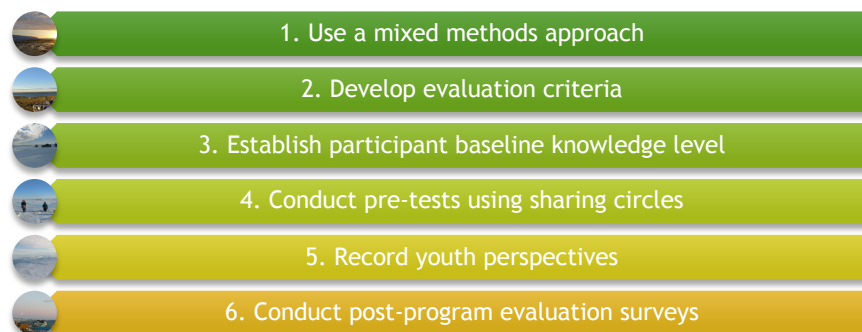 1. Use a mixed methods approach
2. Develop evaluation criteria
3. Establish participant baseline knowledge level
4. Conduct pre-tests using sharing circles
5. Record youth perspectives
6. Conduct post-program evaluation surveys